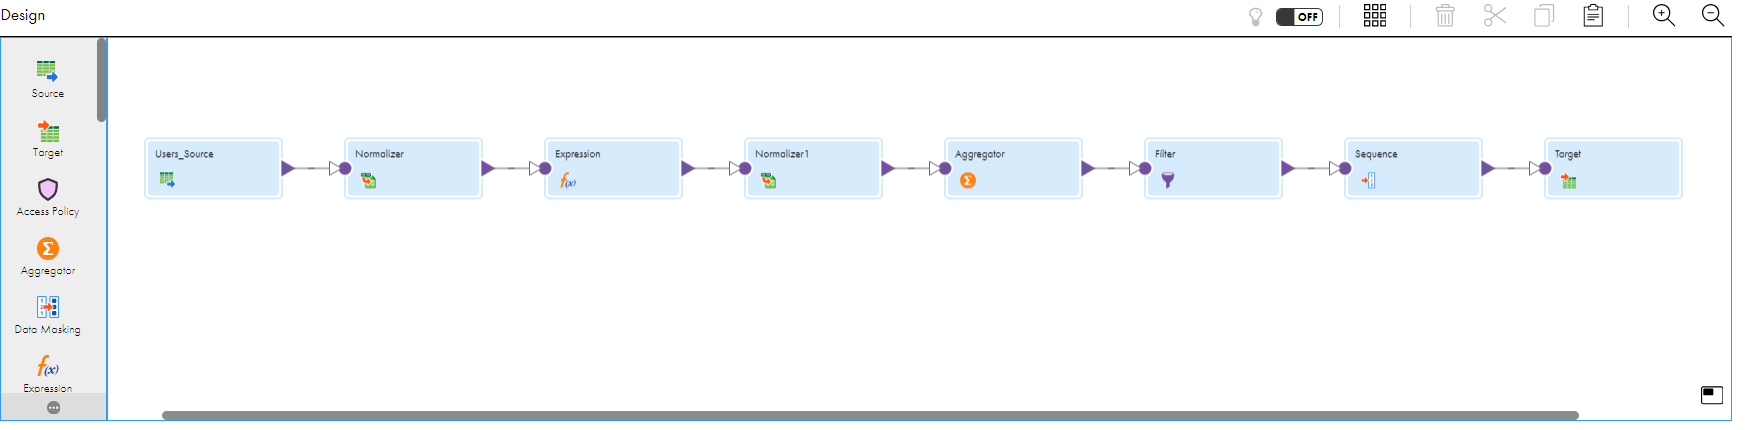 Design
OFF
Source
Target
Access Policy
Aggregator
Data Masking
Expression
Users_Source
Normalizer
Expression
Normalizer1
Aggregator
Filter
Sequence
Target